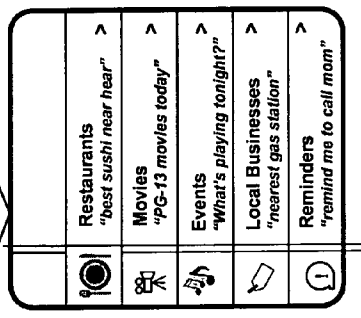 Restaurants >
"best sushi near hear"
Movies >
"PG-13 movies today"
Events >
"What's playing tonight?"
Local Businesses >
"nearest gas station"
Reminders >
"remind me to call mom"